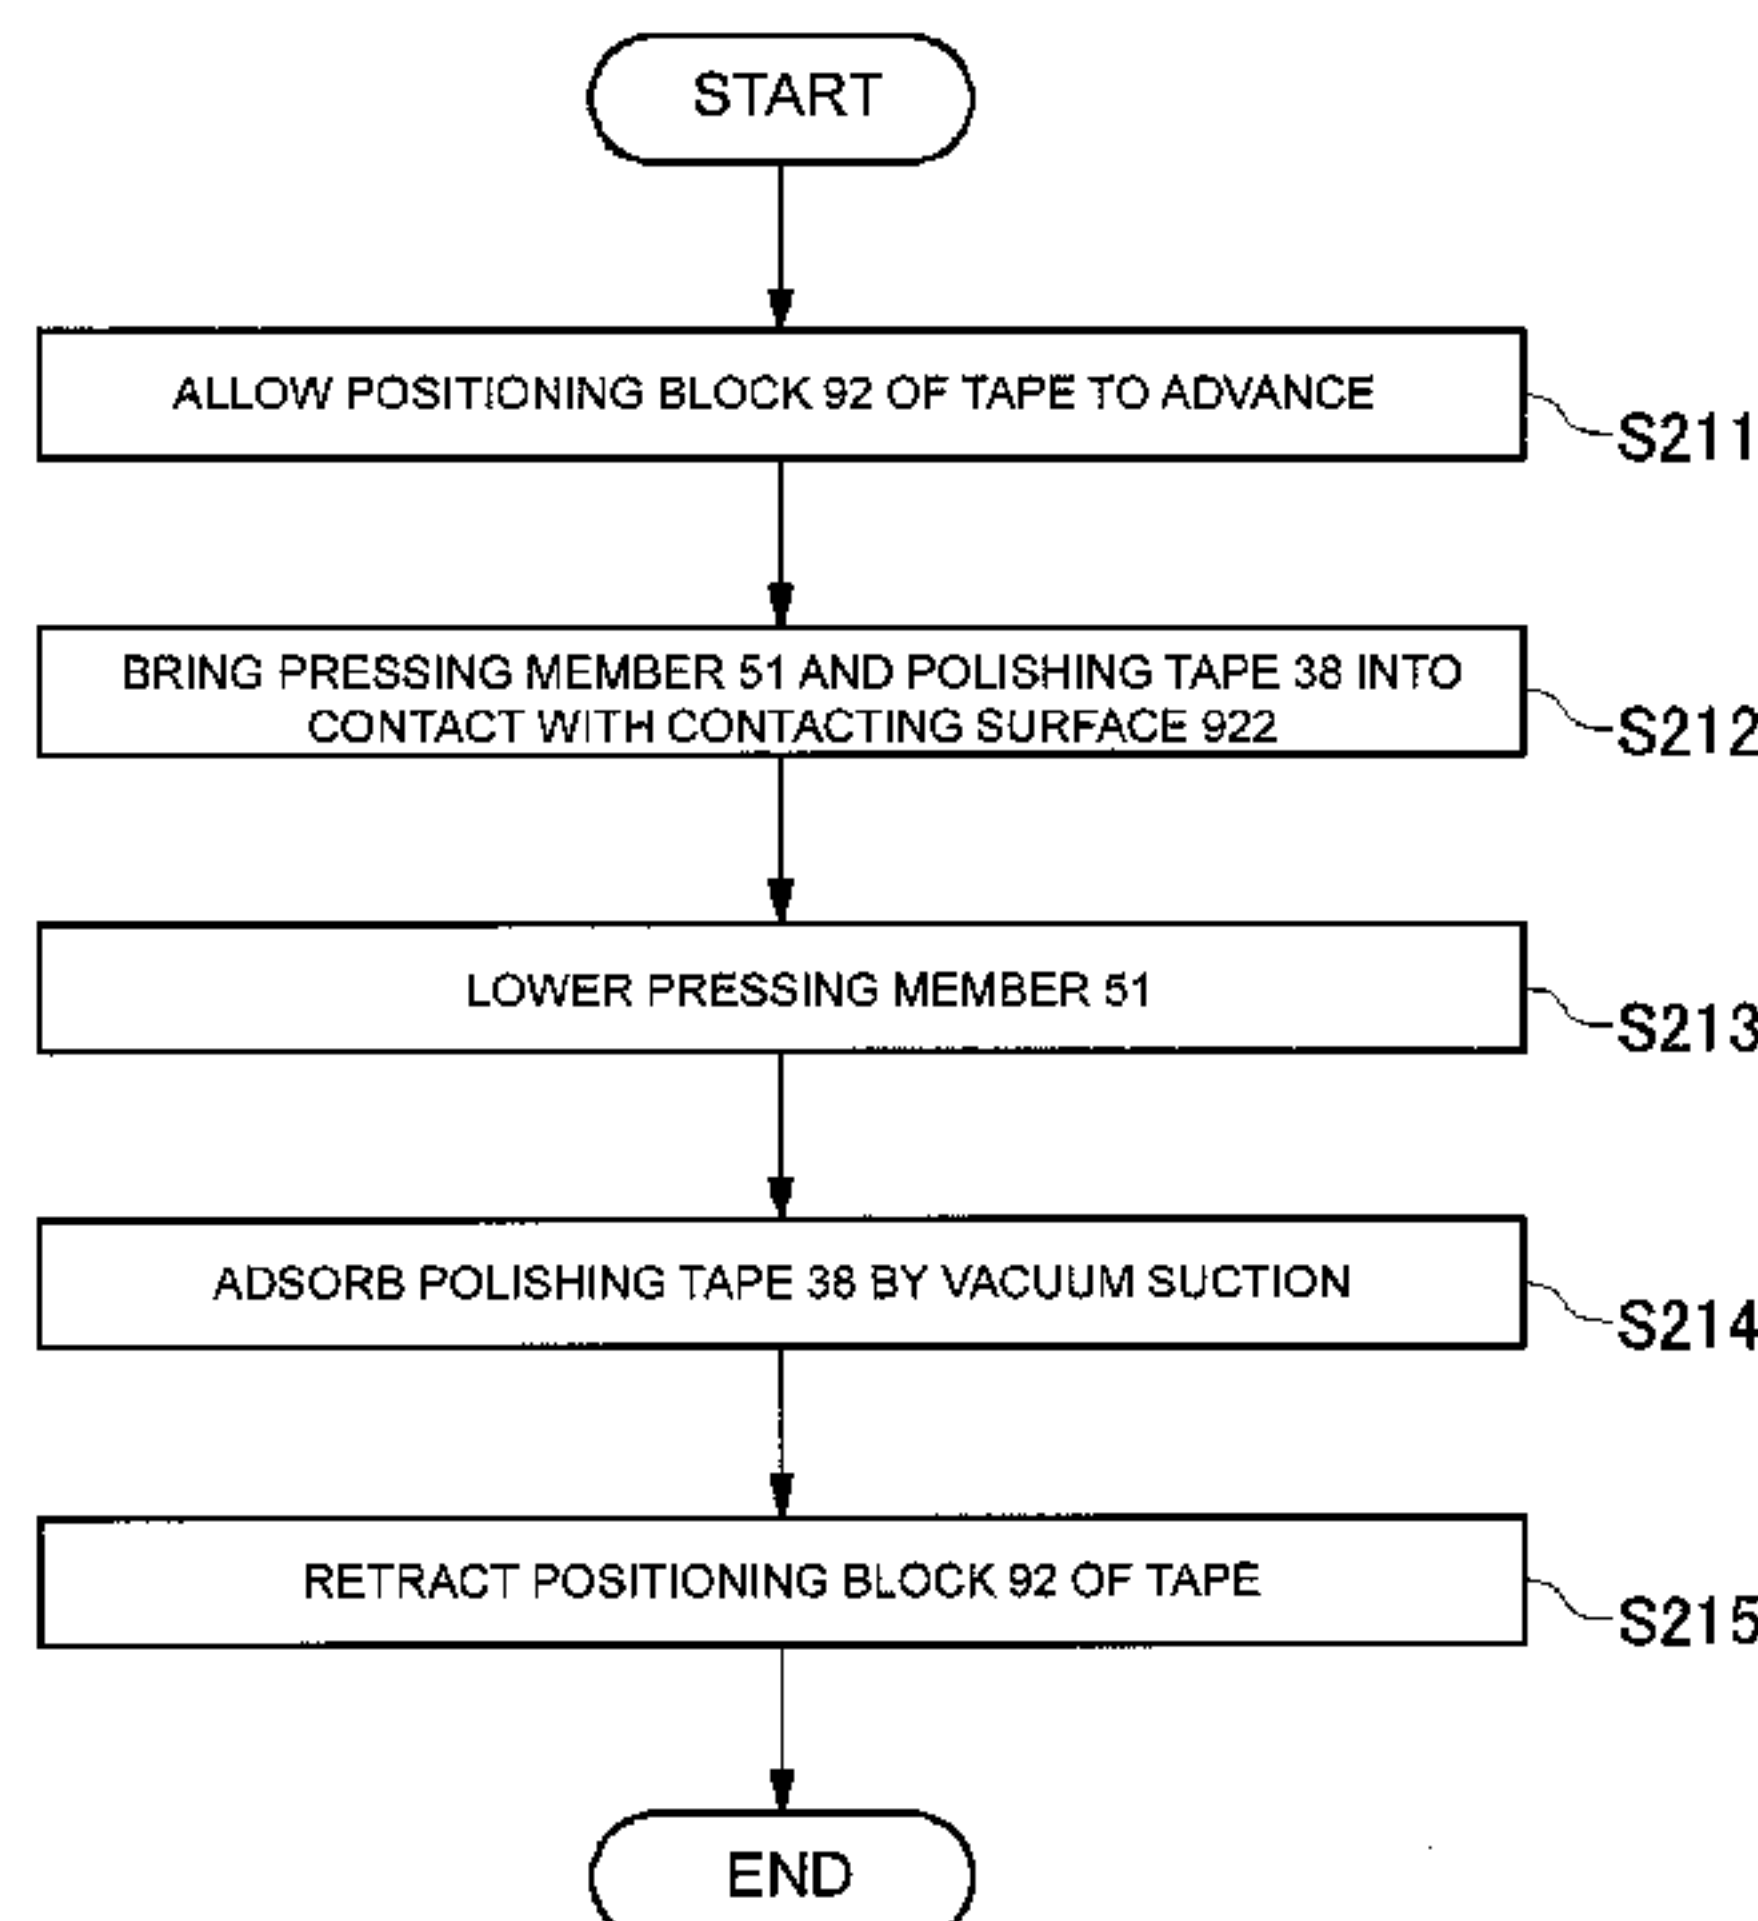 START
ALLOW POSITIONING BLOCK 92 OF TAPE TO ADVANCE
S211
BRING PRESSING MEMBER 51 AND POLISHING TAPE 38 INTO
CONTACT WITH CONTACTING SURFACE 922
S212
LOWER PRESSING MEMBER 51
S213
ADSORB POLISHING TAPE 38 BY VACUUM SUCTION
S214
RETRACT POSITIONING BLOCK 92 OF TAPE
S215
END